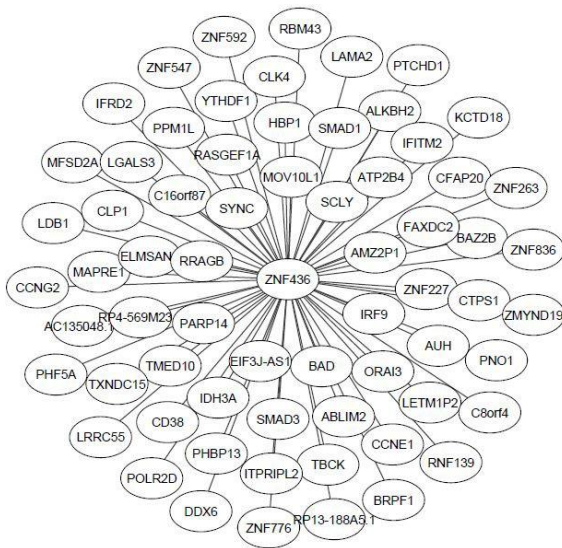 RBM43
ZNF592
LAMA2
ZNF547
CLK4
PTCHD1
IFRD2
YTHDF1
HBP1
SMAD1
ALKBH2
KCTD18
PPM1L
RASGEF1A
IFITM2
MFSD2A
LGALS3
MOV10L1
ATP2B4
CFAP20
ZNF263
C16orf87
SYNC
SCLY
LDB1
CLP1
FAXDC2
BAZ2B
ZNF836
ELMSAN
RRAGB
AMZ2P1
CCNG2
MAPRE1
ZNF436
ZNF227
CTPS1
ZMYND19
AC135048.1
RP4-569M23
PARP14
IRF9
AUH
PNO1
PHF5A
TXNDC15
TMED10
EIF3J-AS1
BAD
ORAI3
LETM1P2
C8orf4
LRRC55
CD38
IDH3A
SMAD3
ABLIM2
CCNE1
RNF139
POLR2D
PHBP13
ITPRIPL2
TBCK
BRPF1
DDX6
ZNF776
RP13-188A5.1